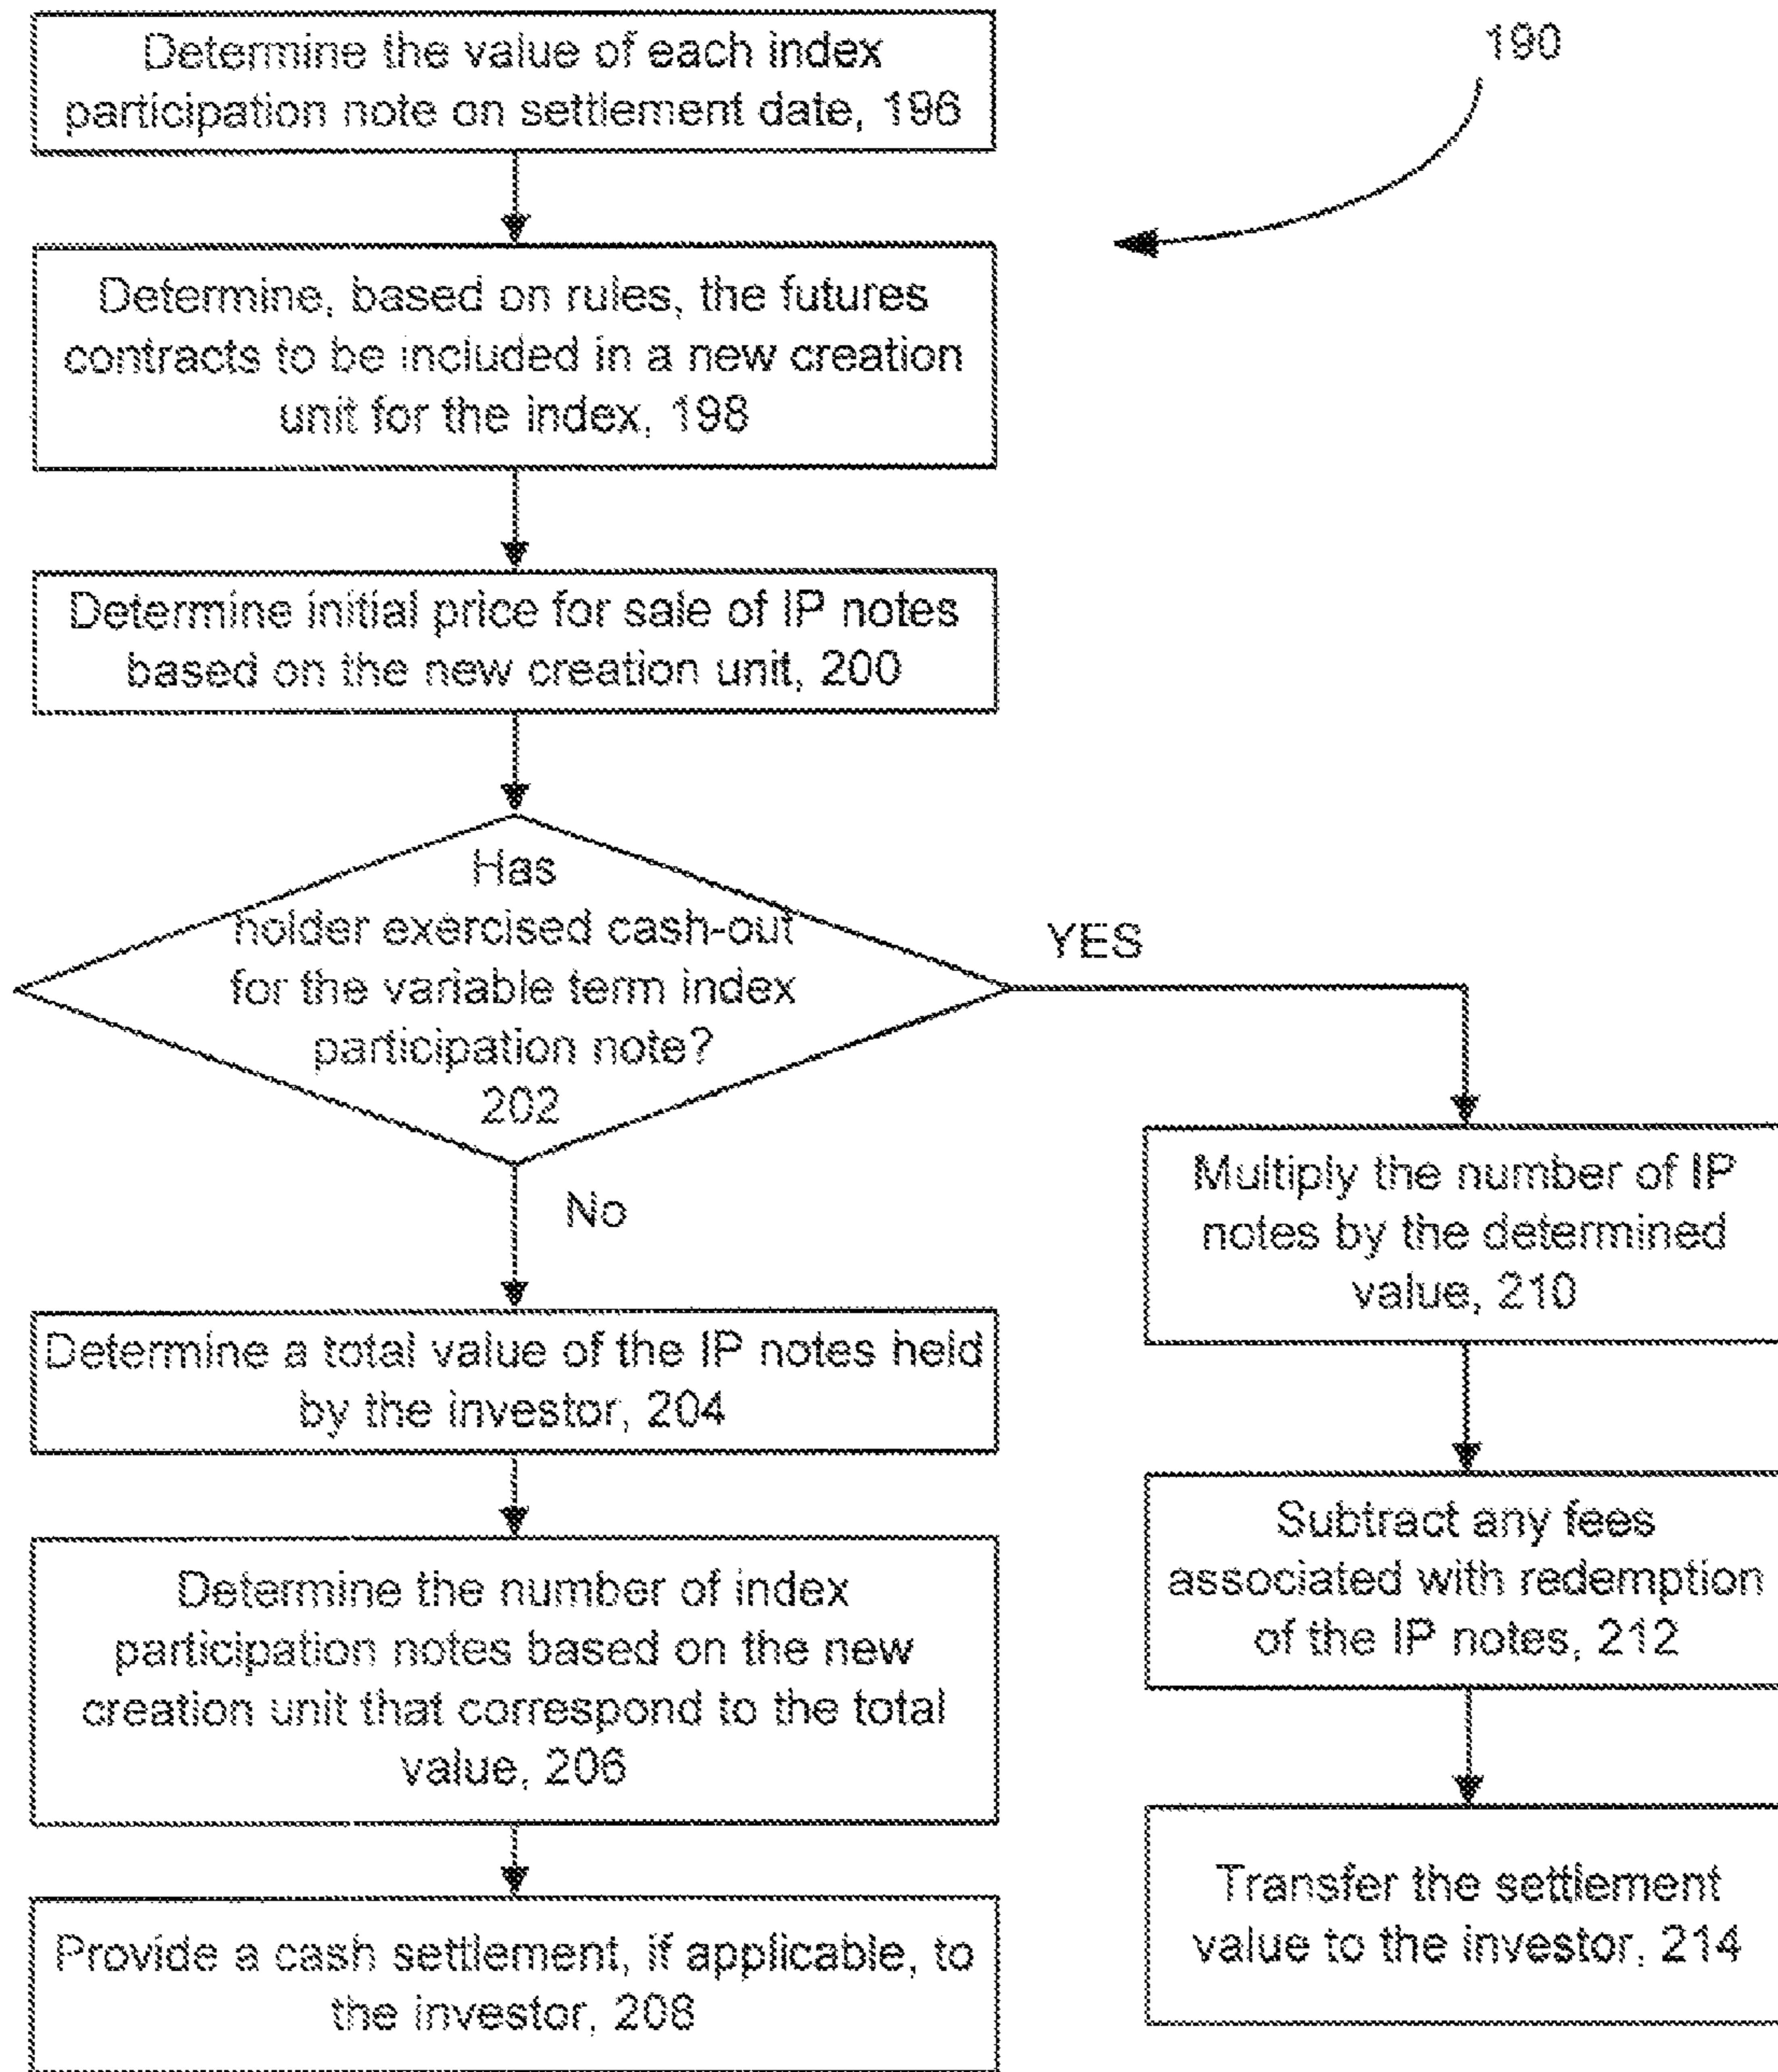 190
Determine the value of each index
participation note on settlement date, 196
Determine, based on rules, the futures
contracts to be included in a new creation
unit for the index, 198
Determine initial price for sale of IP notes
based on the new creation unit, 200
Has
holder exercised cash-out
for the variable term index
participation note?
202
YES
No
Determine a total value of the IP notes held
by the investor, 204
Determine the number of index
participation notes based on the new
creation unit that correspond to the total
value, 206
Provide a cash settlement, if applicable, to
the investor, 208
Multiply the number of IP
notes by the determined
value, 210
Subtract any fees
associated with redemption
of the IP notes, 212
Transfer the settlement
value to the investor, 214